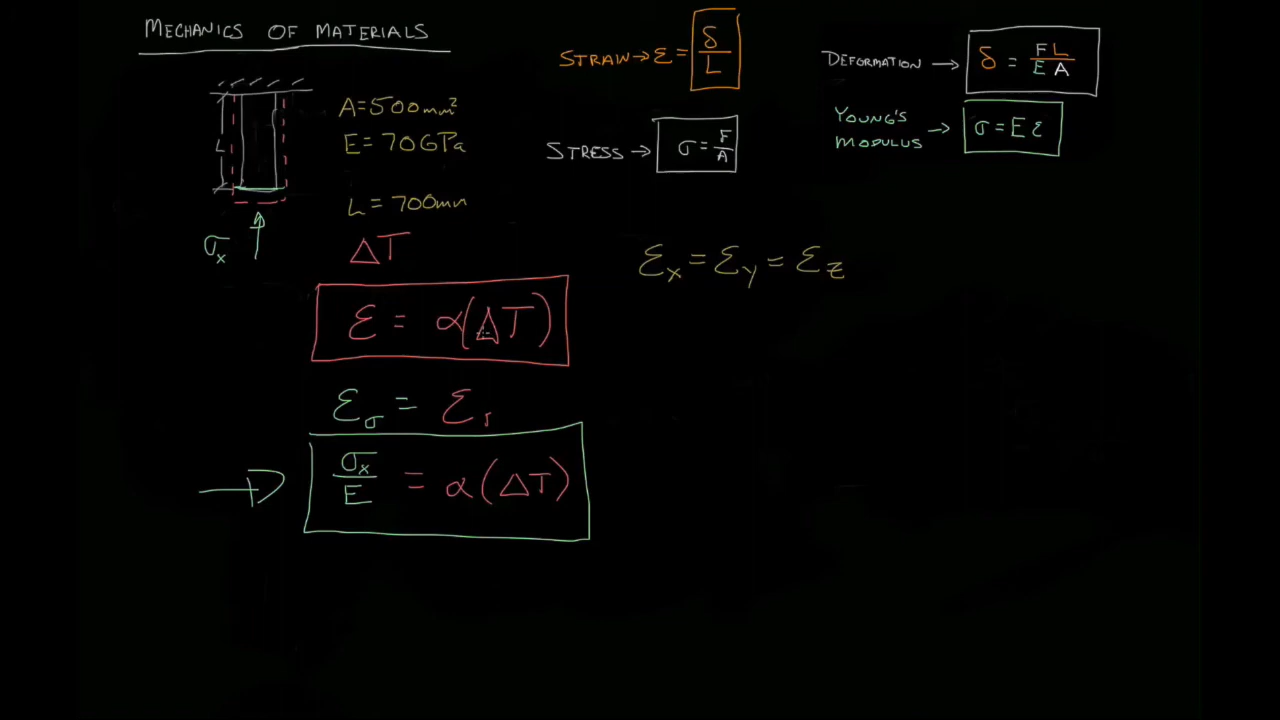 MECHANICS OF MATERIALS
L
A=500mm²
E=70GPa
L = 700mm
σx
ΔT
ε = α(ΔT)
εσ = εT
σx/E = α(ΔT)
STRAW→ε = δ/L
STRESS→ σ = F/A
DEFORMATION → δ = FL/EA
YOUNG'S
MODULUS → σ = Eε
εx = εy = εz